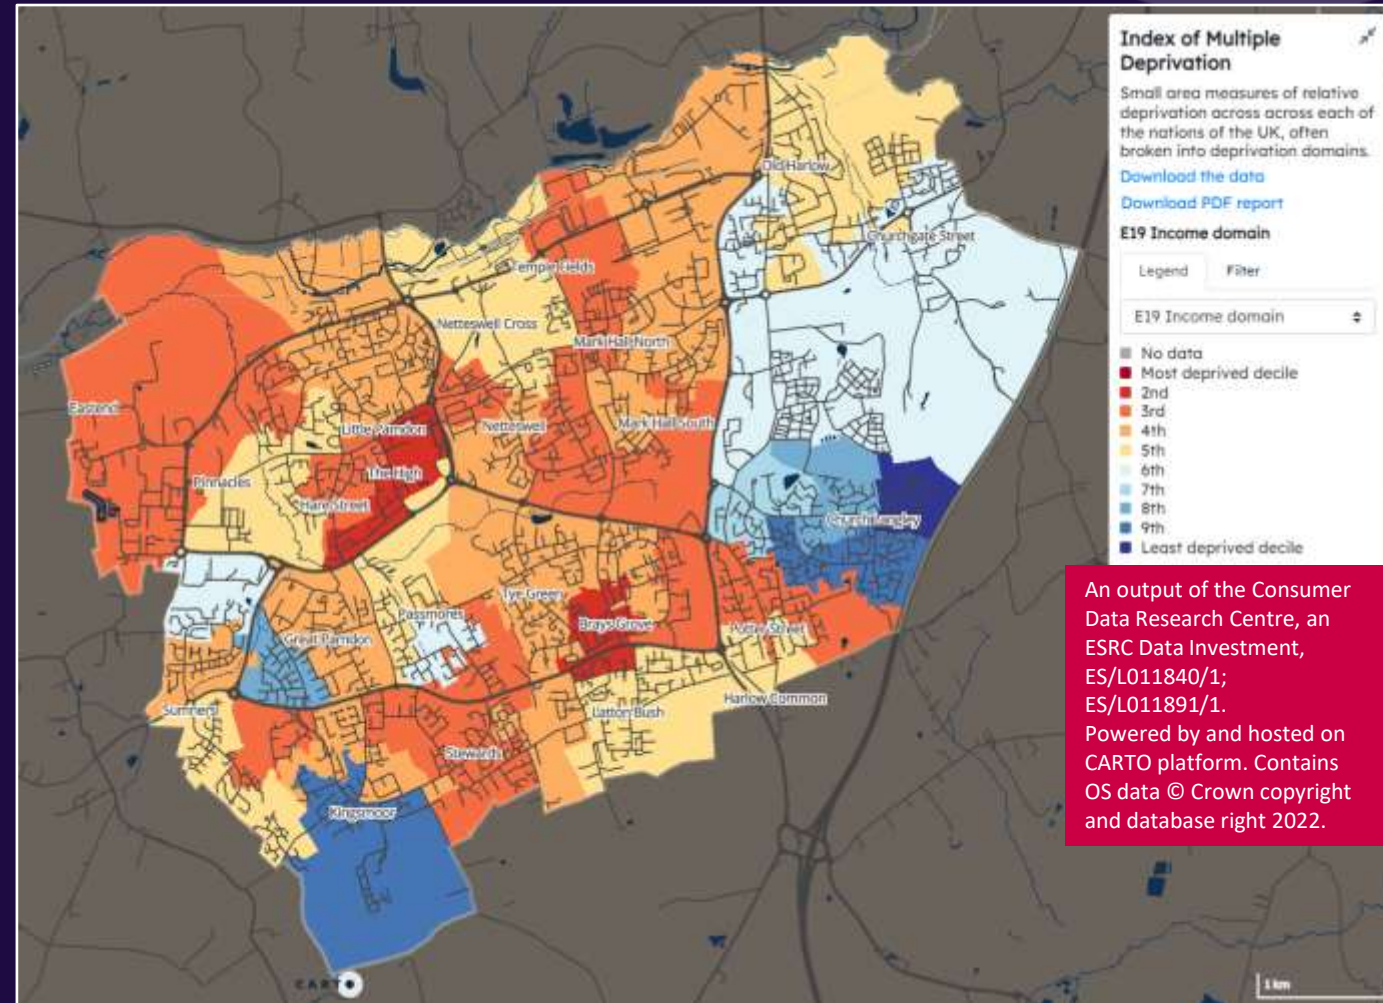 Index of Multiple
Deprivation
Small area measures of relative
deprivation across across each of
the nations of the UK, often
broken into deprivation domains.
Download the data
Download PDF report
E19 Income domain
Legend Filter
E19 Income domain
No data
Most deprived decile
2nd
3rd
4th
5th
6th
7th
8th
9th
Least deprived decile
An output of the Consumer
Data Research Centre, an
ESRC Data Investment,
ES/L011840/1;
ES/L011891/1.
Powered by and hosted on
CARTO platform. Contains
OS data © Crown copyright
and database right 2022.
Old Harlow
Churchgate Street
Temple Fields
Netteswell Cross
Mark Hall North
Eastend
Little Parndon
Netteswell
Mark Hall South
The High
Pinnacles
Hare Street
Church Langley
Tye Green
Passmores
Brays Grove
Potter Street
Great Parndon
Harlow Common
Sumners
Latton Bush
Stewards
Kingsmoor
CARTO
1 km